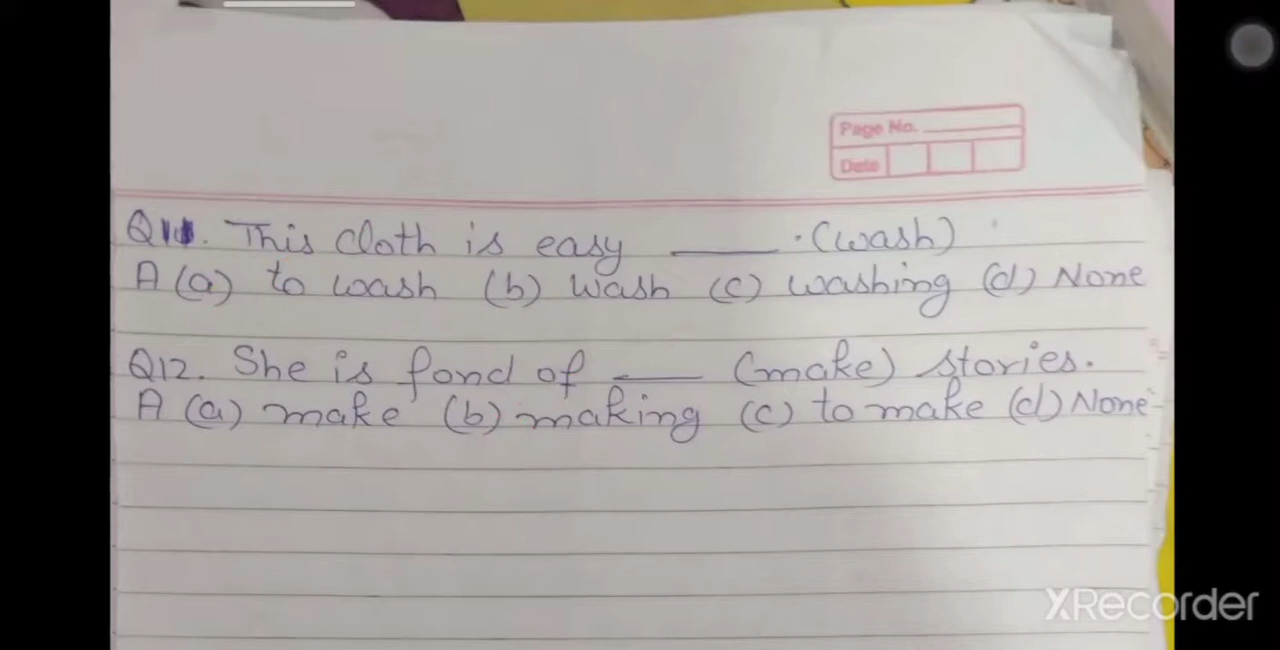 Page No.
Date
Q11. This cloth is easy ______. (wash)
A (a) to wash (b) wash (c) washing (d) None
Q12. She is fond of ____ (make) stories.
A (a) make (b) making (c) to make (d) None
XRecorder